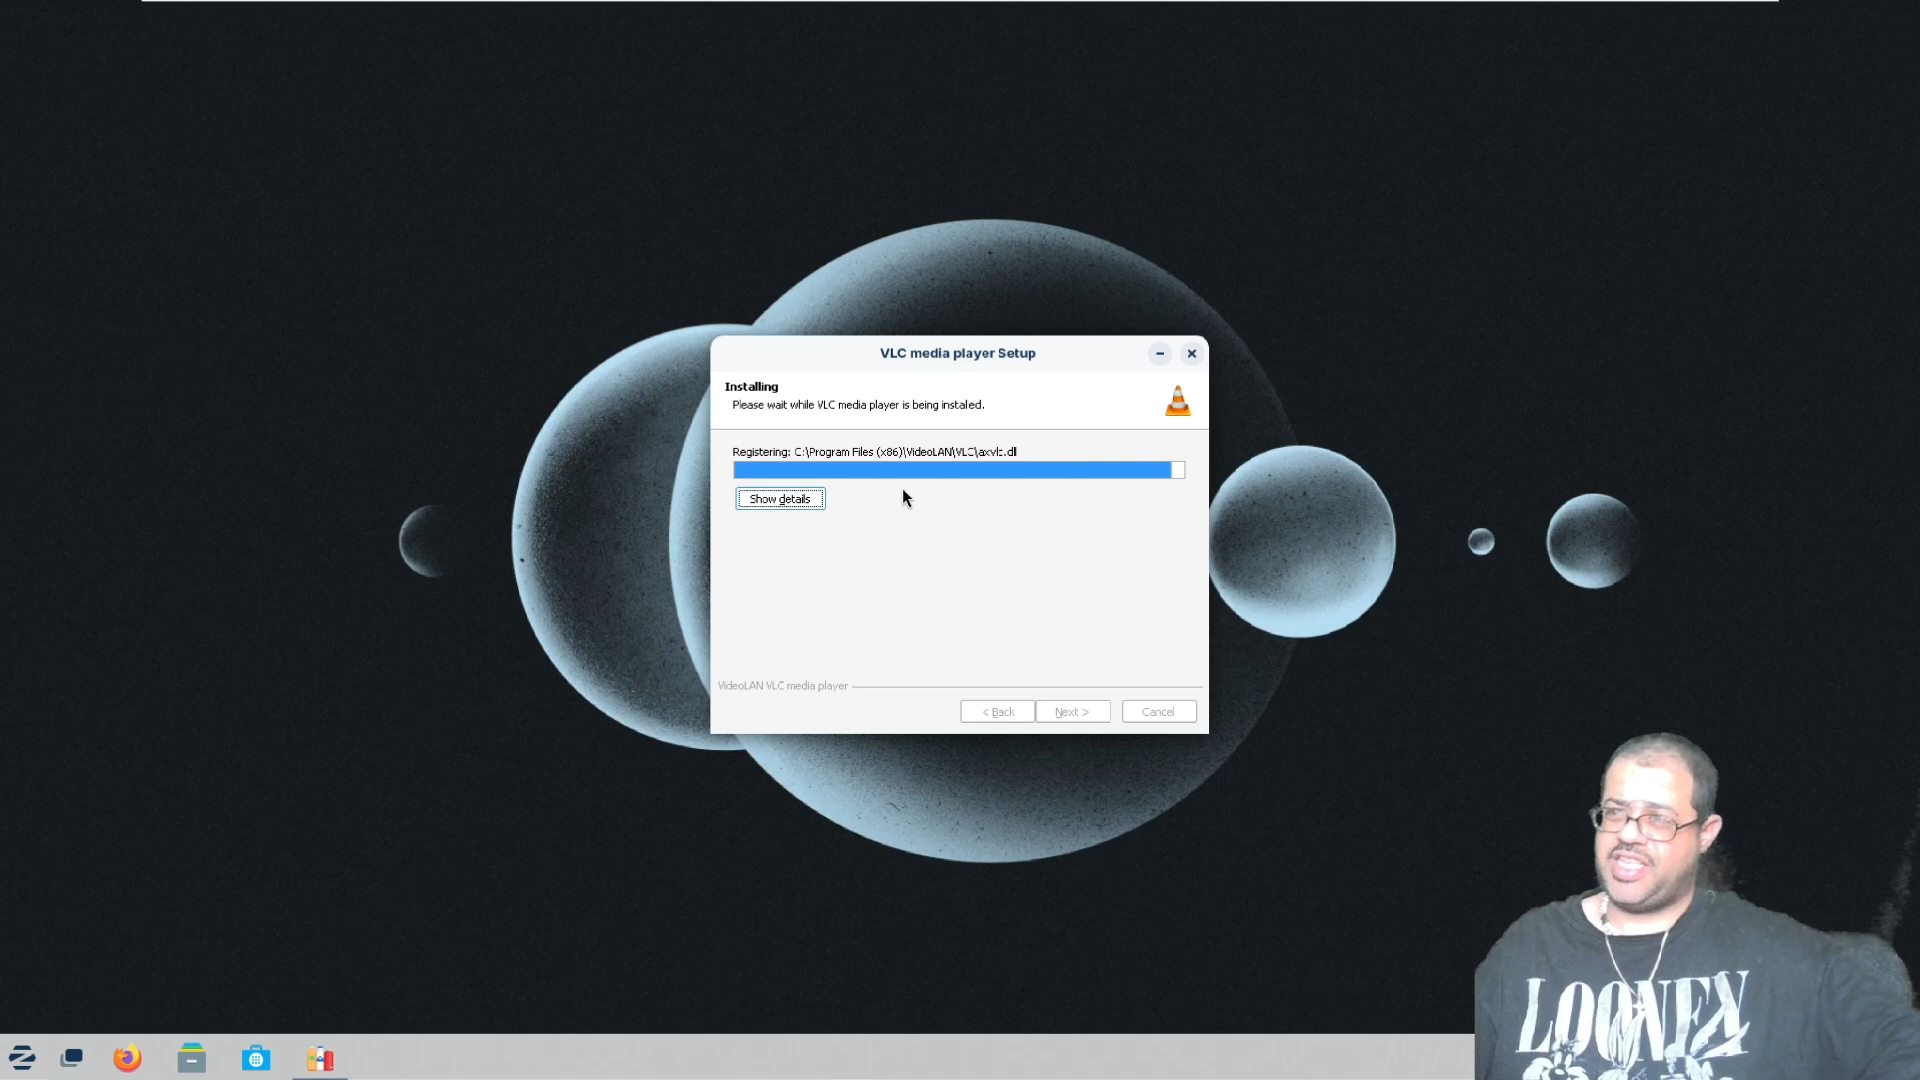 VLC media player Setup
Installing
Please wait while VLC media player is being installed.
Registering: C:\Program Files (x86)\VideoLAN\VLC\axvlc.dll
Show details
VideoLAN VLC media player
< Back
Next >
Cancel